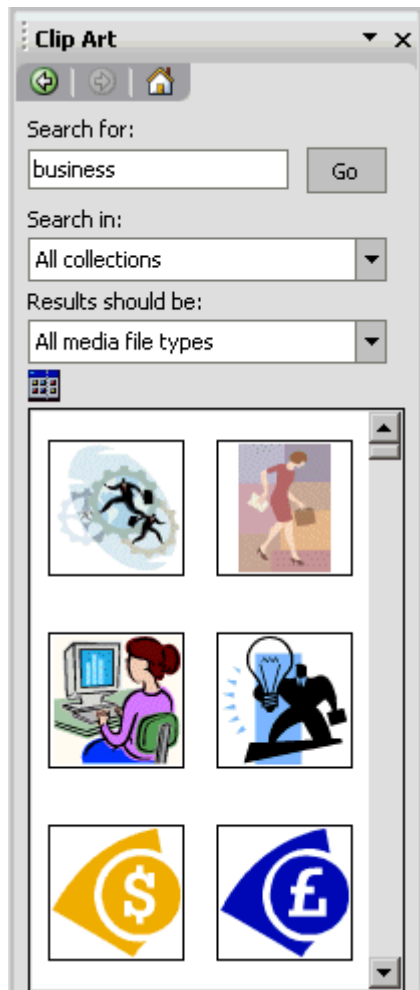 Clip Art
Search for:
business
Go
Search in:
All collections
Results should be:
All media file types
$
£